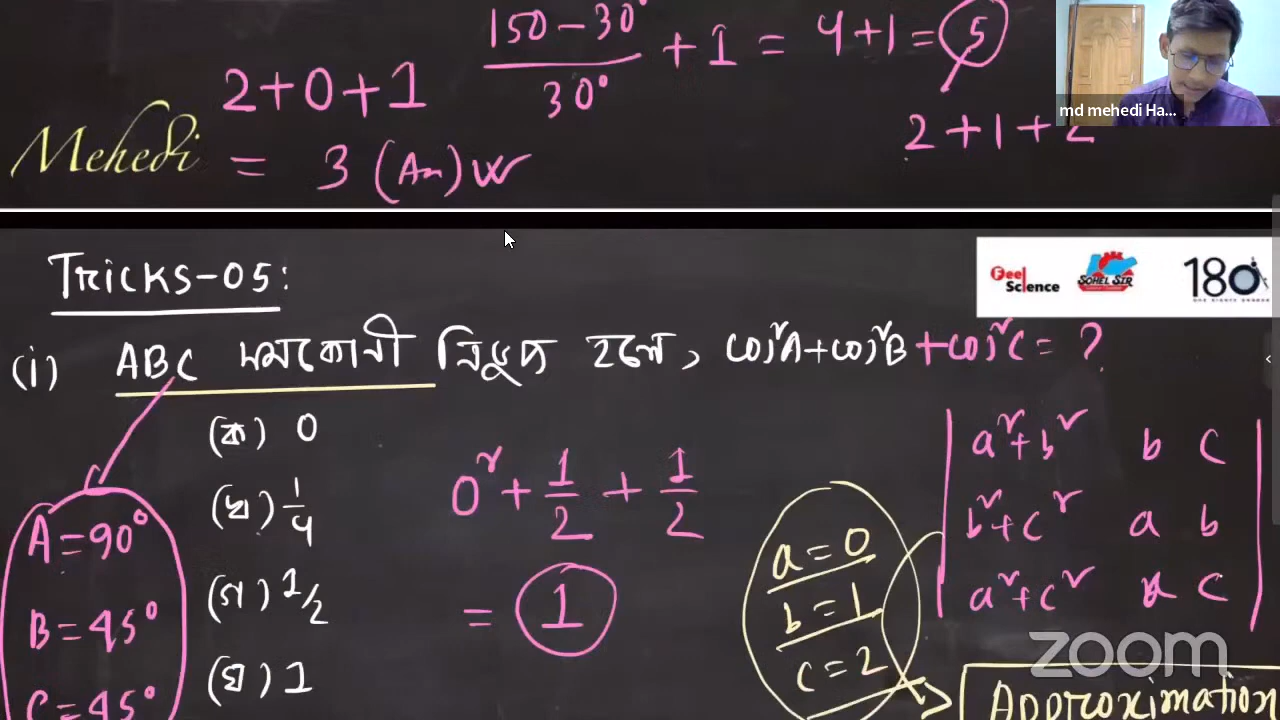 150 - 30°
30°
+ 1 = 4 + 1 = 5
2 + 0 + 1
2 + 1 + 2
= 3 (An)
Mehedi
md mehedi Ha...
Tricks-05:
Feel Science
SOHEL SIR
180
(i) ABC সমকোণী ত্রিভুজ হলে, cos²A + cos²B + cos²C = ?
(ক) 0
(খ) 1/4
(গ) 1/2
(ঘ) 1
A = 90°
B = 45°
C = 45°
0² + 1/2 + 1/2
= 1
a = 0
b = 1
c = 2
a² + b² b c
b² + c² a b
a² + c² a c
zoom
Approximation